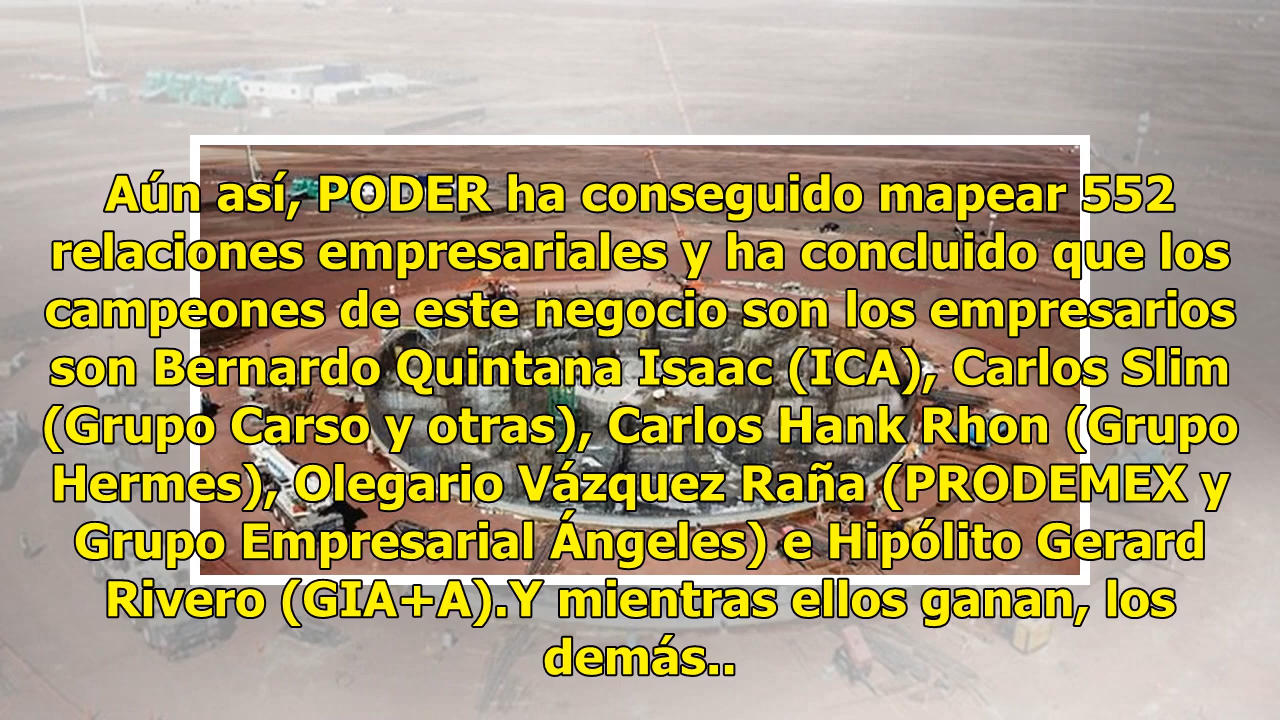 Aún así, PODER ha conseguido mapear 552
relaciones empresariales y ha concluido que los
campeones de este negocio son los empresarios
son Bernardo Quintana Isaac (ICA), Carlos Slim
(Grupo Carso y otras), Carlos Hank Rhon (Grupo
Hermes), Olegario Vázquez Raña (PRODEMEX y
Grupo Empresarial Ángeles) e Hipólito Gerard
Rivero (GIA+A).Y mientras ellos ganan, los
demás..